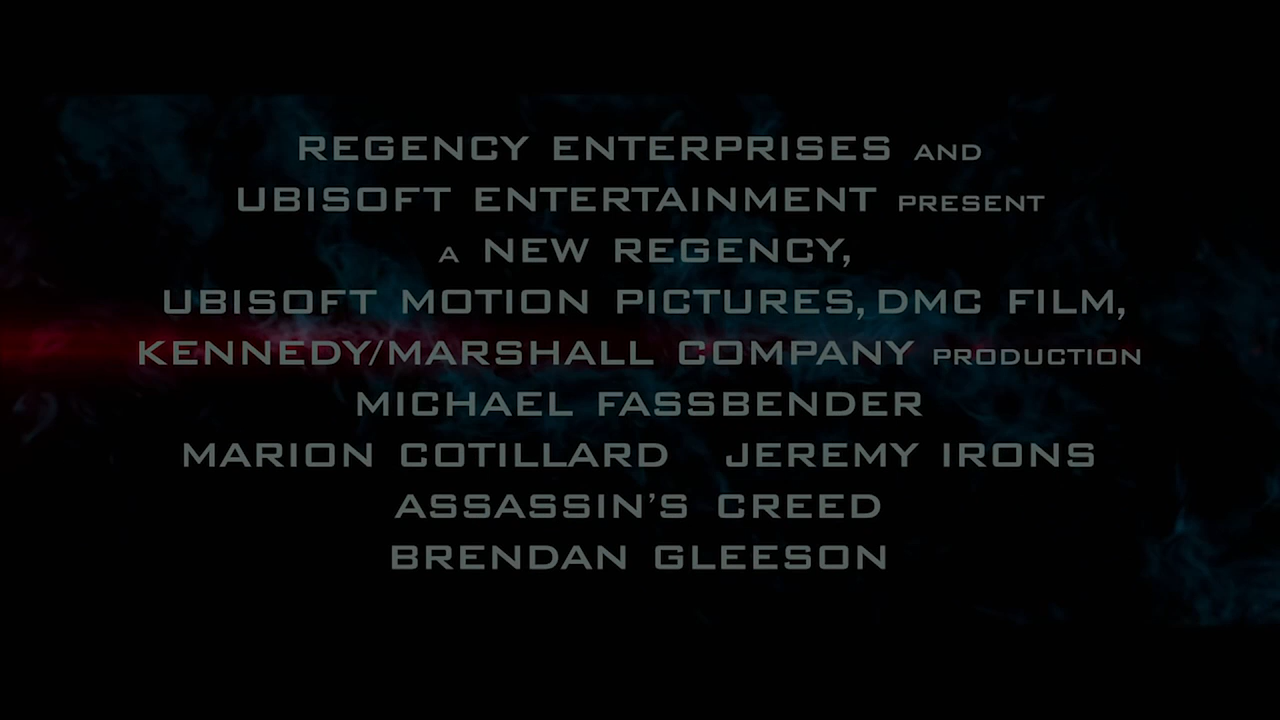 REGENCY ENTERPRISES AND
UBISOFT ENTERTAINMENT PRESENT
A NEW REGENCY,
UBISOFT MOTION PICTURES, DMC FILM,
KENNEDY/MARSHALL COMPANY PRODUCTION
MICHAEL FASSBENDER
MARION COTILLARD JEREMY IRONS
ASSASSIN’S CREED
BRENDAN GLEESON